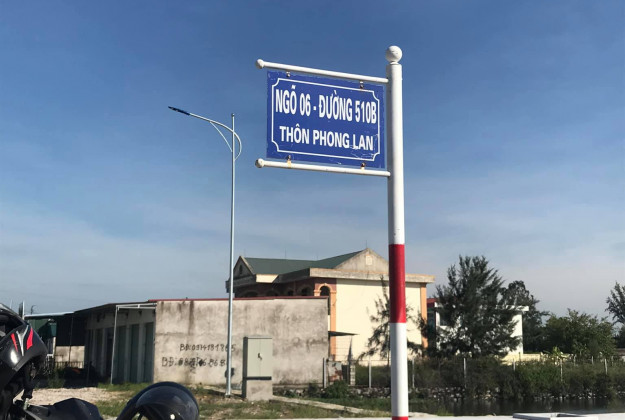 NGÕ 06 - ĐƯỜNG 510B
THÔN PHONG LAN